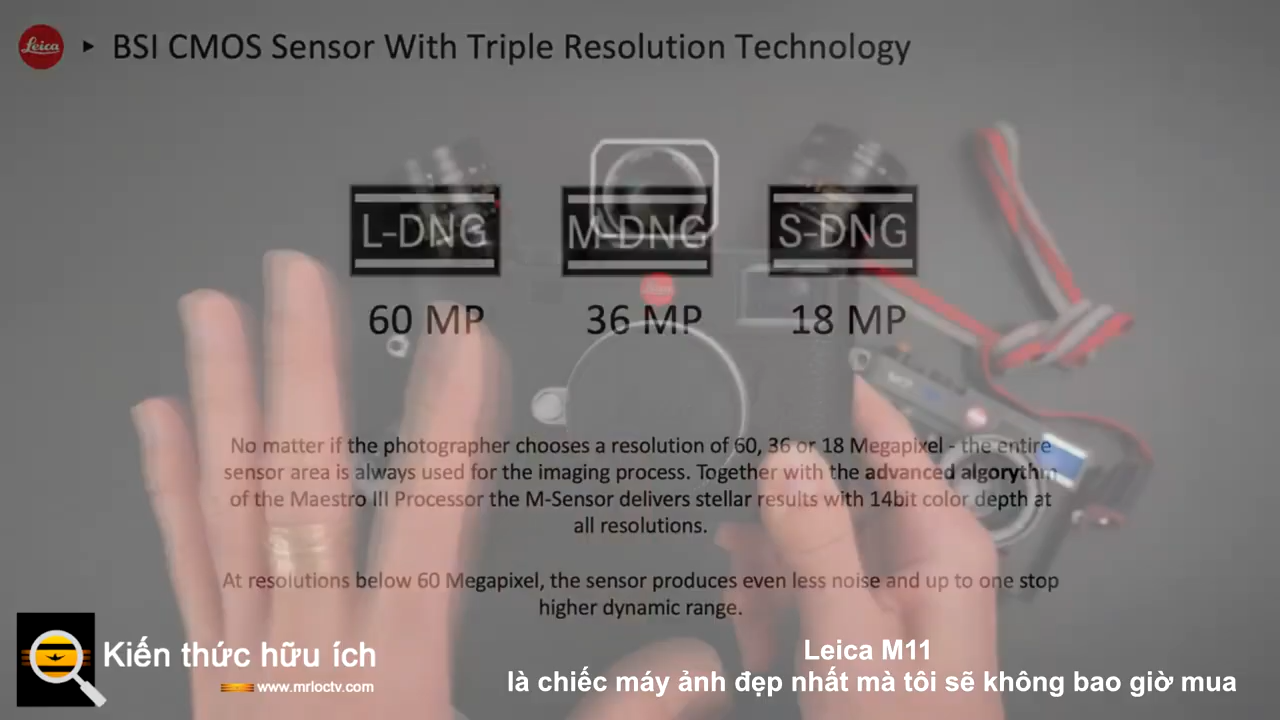 Leica
BSI CMOS Sensor With Triple Resolution Technology
L-DNG M-DNG S-DNG
Leica
60 MP 36 MP 18 MP
No matter if the photographer chooses a resolution of 60, 36 or 18 Megapixel - the entire
sensor area is always used for the imaging process. Together with the advanced algorythm
of the Maestro III Processor the M-Sensor delivers stellar results with 14bit color depth at
all resolutions.
At resolutions below 60 Megapixel, the sensor produces even less noise and up to one stop
higher dynamic range.
Kiến thức hữu ích
www.mrloctv.com
Leica M11
là chiếc máy ảnh đẹp nhất mà tôi sẽ không bao giờ mua